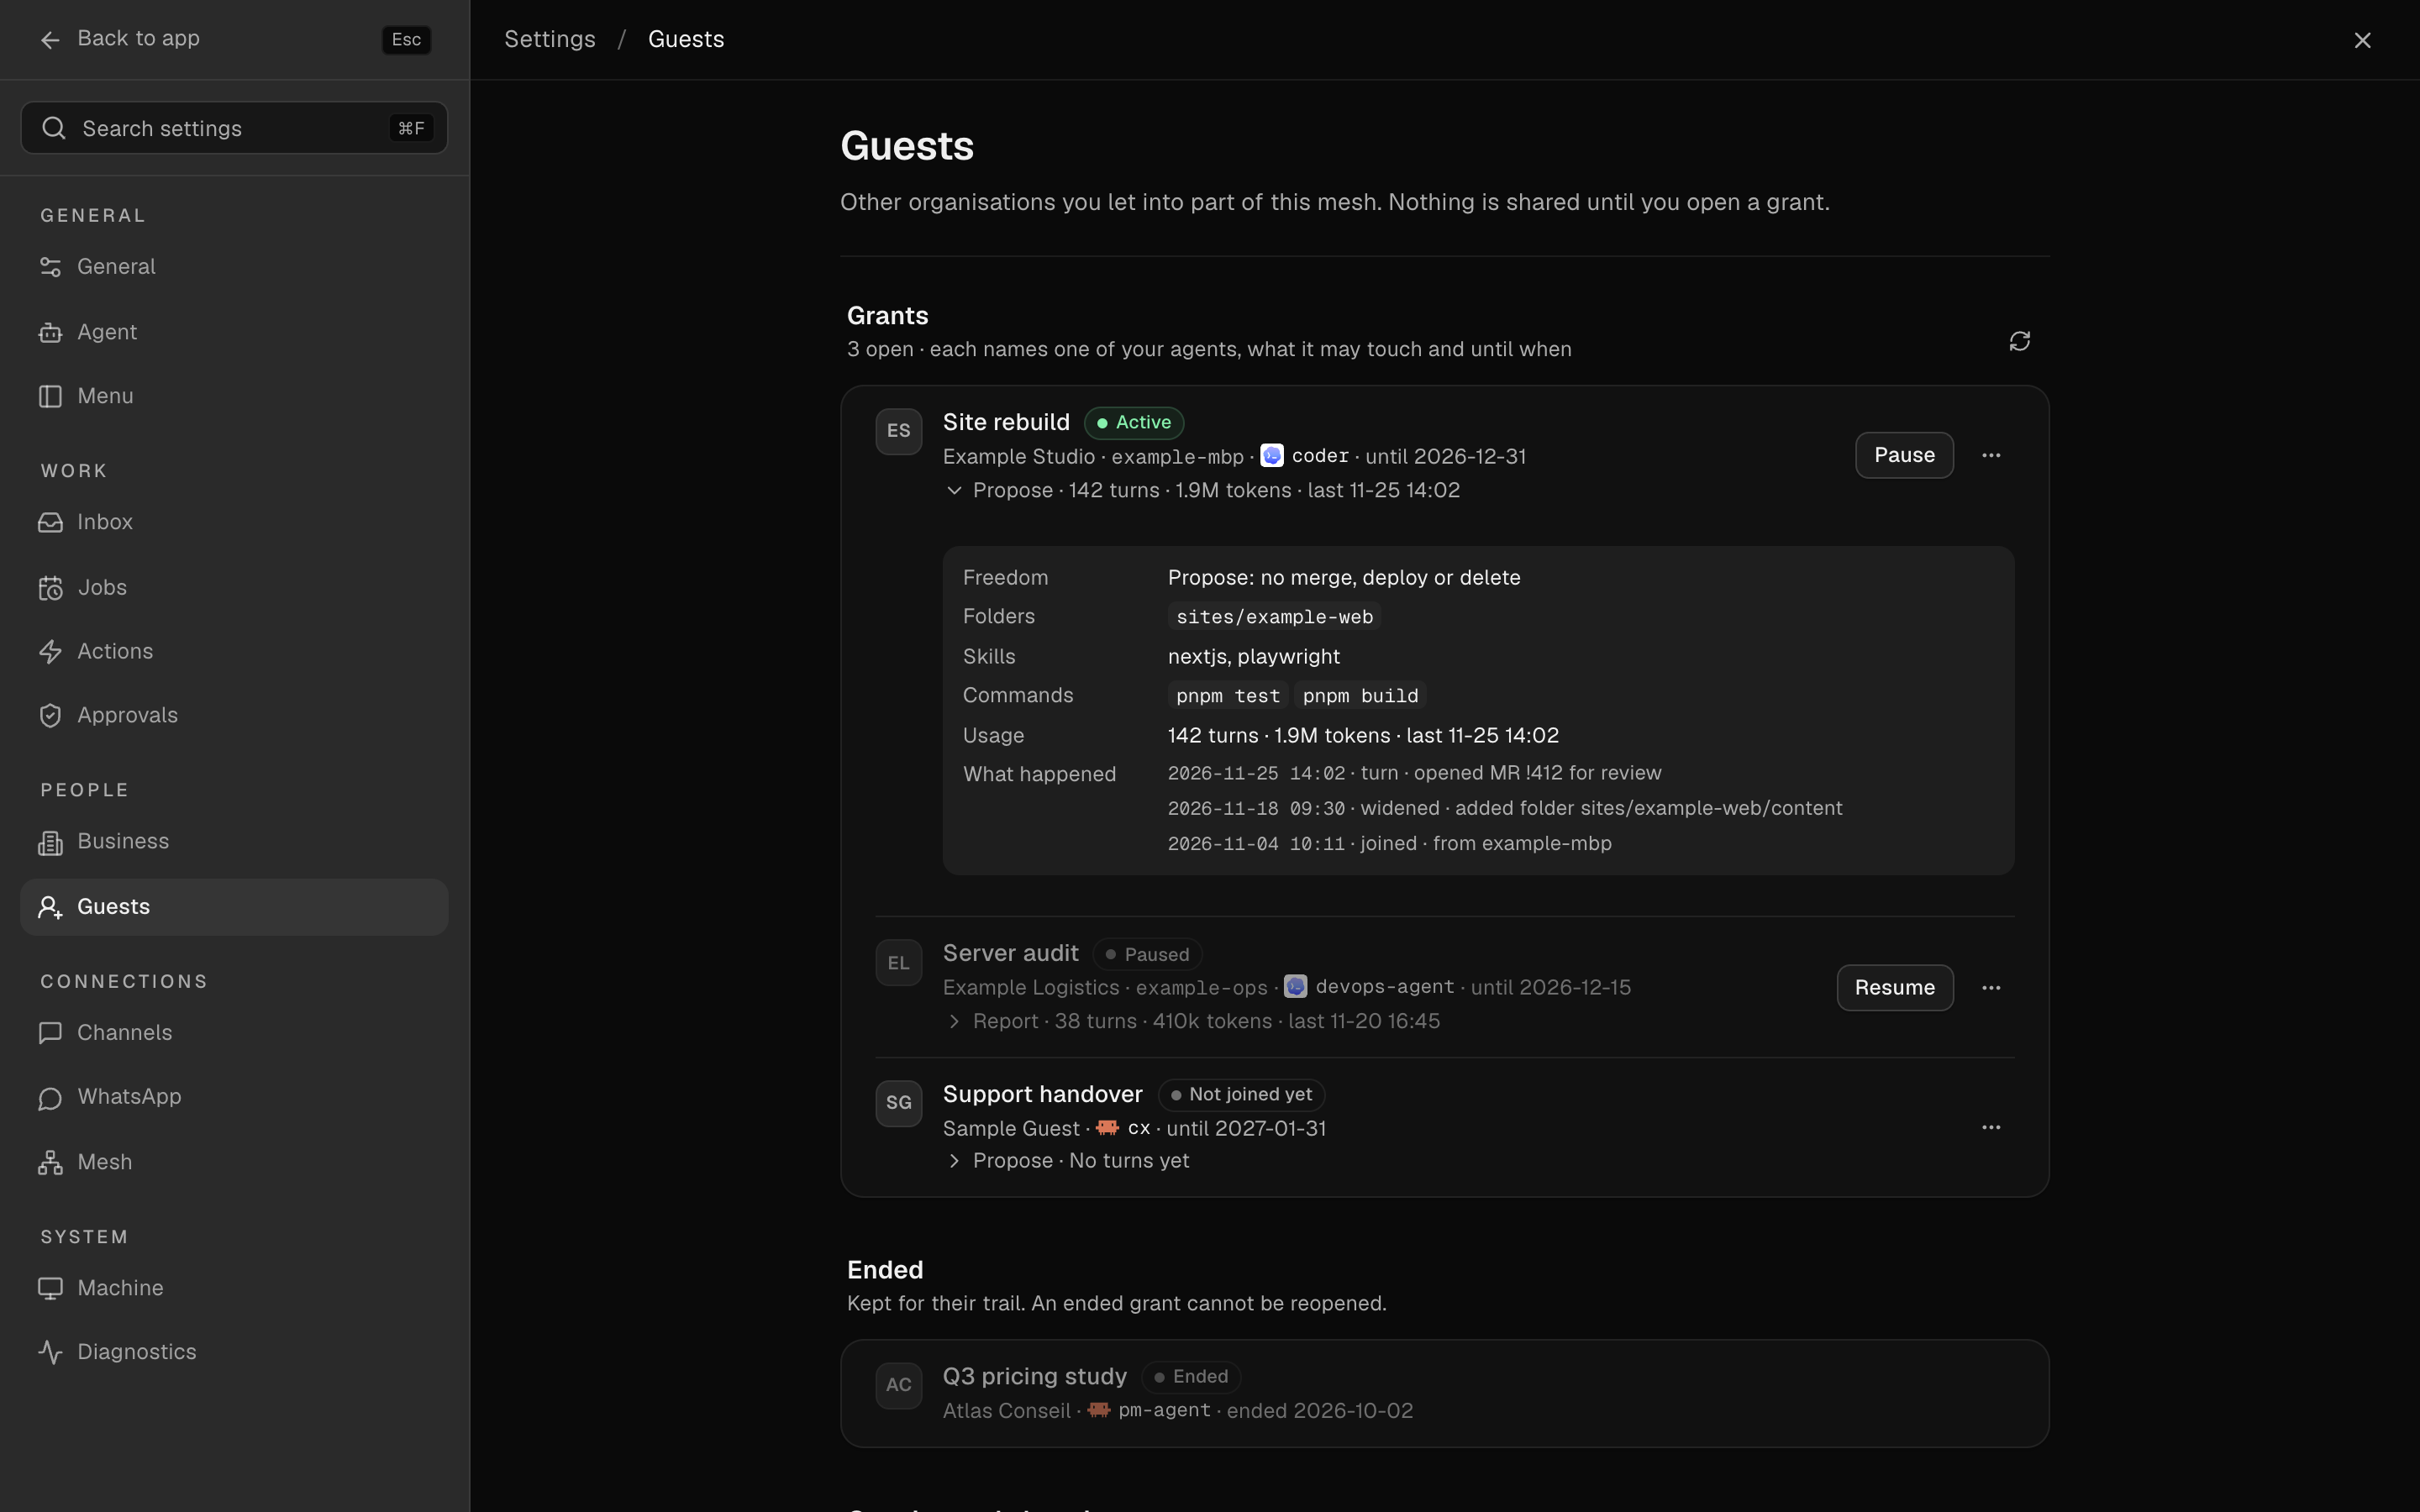 Back to app
Esc
Search settings
⌘F
GENERAL
General
Agent
Menu
WORK
Inbox
Jobs
Actions
Approvals
PEOPLE
Business
Guests
CONNECTIONS
Channels
WhatsApp
Mesh
SYSTEM
Machine
Diagnostics
Settings / Guests
Guests
Other organisations you let into part of this mesh. Nothing is shared until you open a grant.
Grants
3 open · each names one of your agents, what it may touch and until when
ES
Site rebuild Active
Example Studio · example-mbp · coder · until 2026-12-31
Propose · 142 turns · 1.9M tokens · last 11-25 14:02
Pause
Freedom Propose: no merge, deploy or delete
Folders sites/example-web
Skills nextjs, playwright
Commands pnpm test pnpm build
Usage 142 turns · 1.9M tokens · last 11-25 14:02
What happened 2026-11-25 14:02 · turn · opened MR !412 for review
2026-11-18 09:30 · widened · added folder sites/example-web/content
2026-11-04 10:11 · joined · from example-mbp
EL
Server audit Paused
Example Logistics · example-ops · devops-agent · until 2026-12-15
Report · 38 turns · 410k tokens · last 11-20 16:45
Resume
SG
Support handover Not joined yet
Sample Guest · cx · until 2027-01-31
Propose · No turns yet
Ended
Kept for their trail. An ended grant cannot be reopened.
AC
Q3 pricing study Ended
Atlas Conseil · pm-agent · ended 2026-10-02